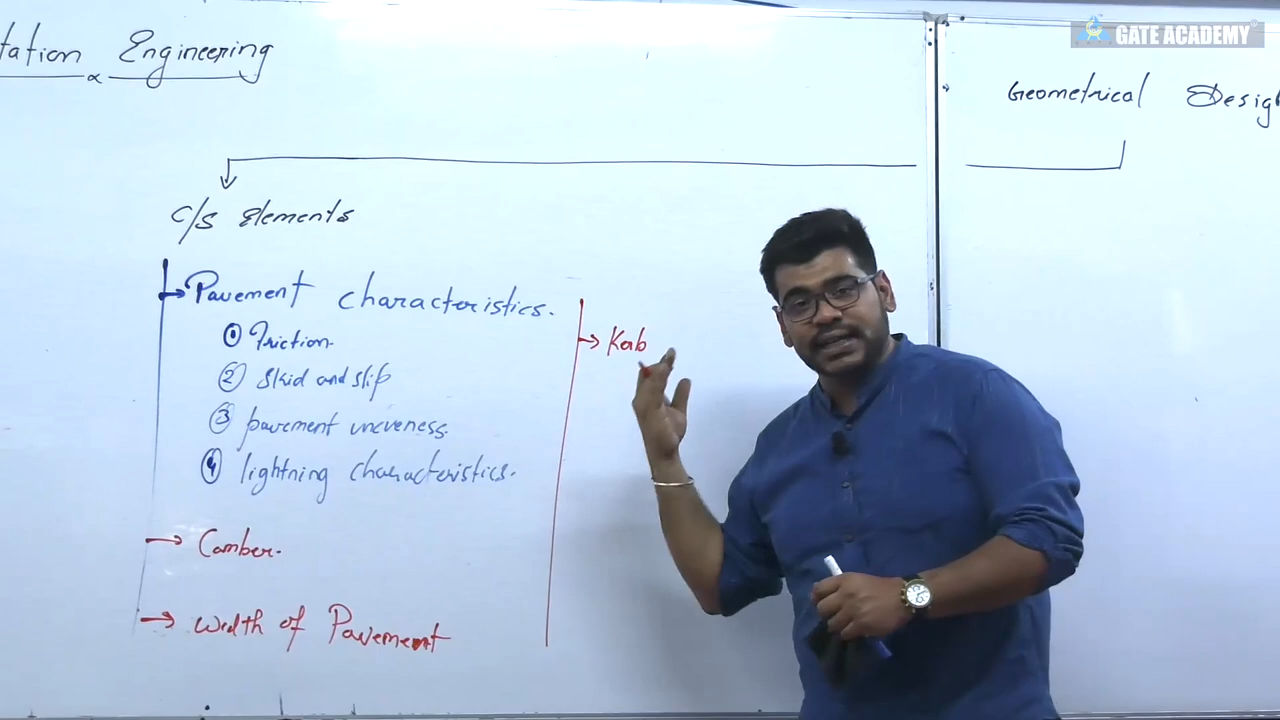 tation Engineering
GATE ACADEMY
Geometrical Desig
C/S Elements
Pavement characteristics.
① Friction.
② Skid and slip
③ pavement uneveness.
④ lightning characteristics.
Camber.
Width of Pavement
Kerb